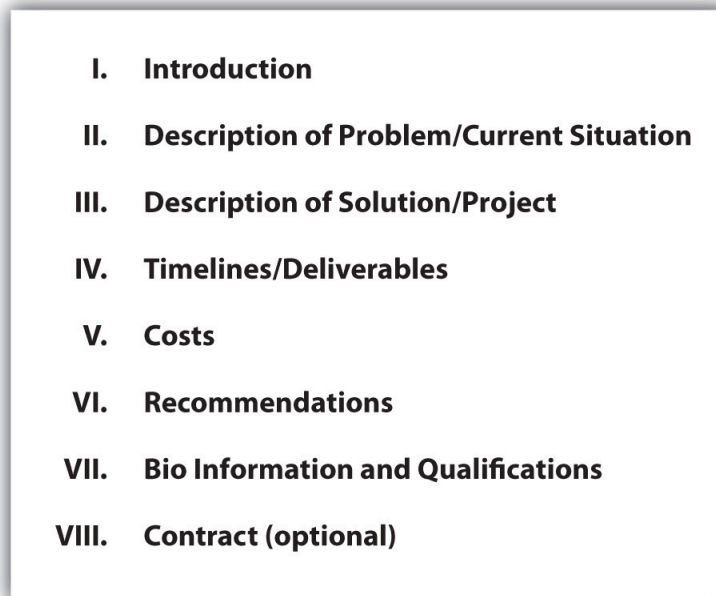 I. Introduction
II. Description of Problem/Current Situation
III. Description of Solution/Project
IV. Timelines/Deliverables
V. Costs
VI. Recommendations
VII. Bio Information and Qualifications
VIII. Contract (optional)